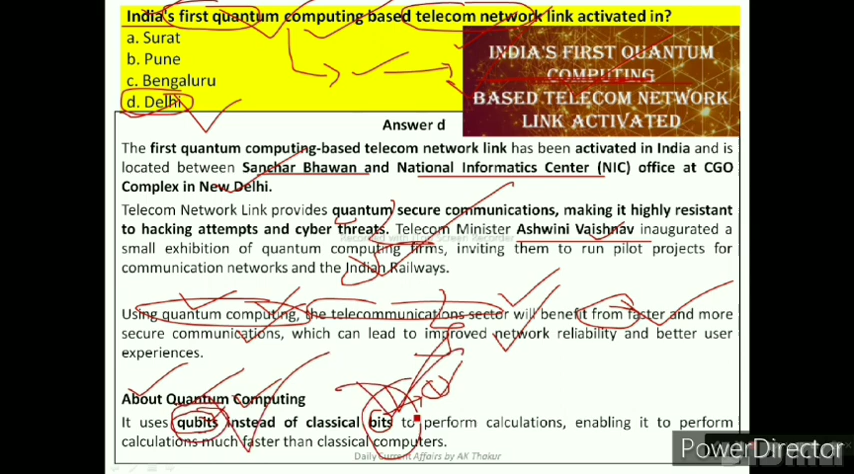 India's first quantum computing based telecom network link activated in?
a. Surat
b. Pune
c. Bengaluru
d. Delhi
INDIA'S FIRST QUANTUM
COMPUTING
BASED TELECOM NETWORK
LINK ACTIVATED
Answer d
The first quantum computing-based telecom network link has been activated in India and is
located between Sanchar Bhawan and National Informatics Center (NIC) office at CGO
Complex in New Delhi.
Telecom Network Link provides quantum secure communications, making it highly resistant
to hacking attempts and cyber threats. Telecom Minister Ashwini Vaishnav inaugurated a
small exhibition of quantum computing firms, inviting them to run pilot projects for
communication networks and the Indian Railways.
Using quantum computing, the telecommunications sector will benefit from faster and more
secure communications, which can lead to improved network reliability and better user
experiences.
About Quantum Computing
It uses qubits instead of classical bits to perform calculations, enabling it to perform
calculations much faster than classical computers.
Daily Current Affairs by AK Thakur
PowerDirector